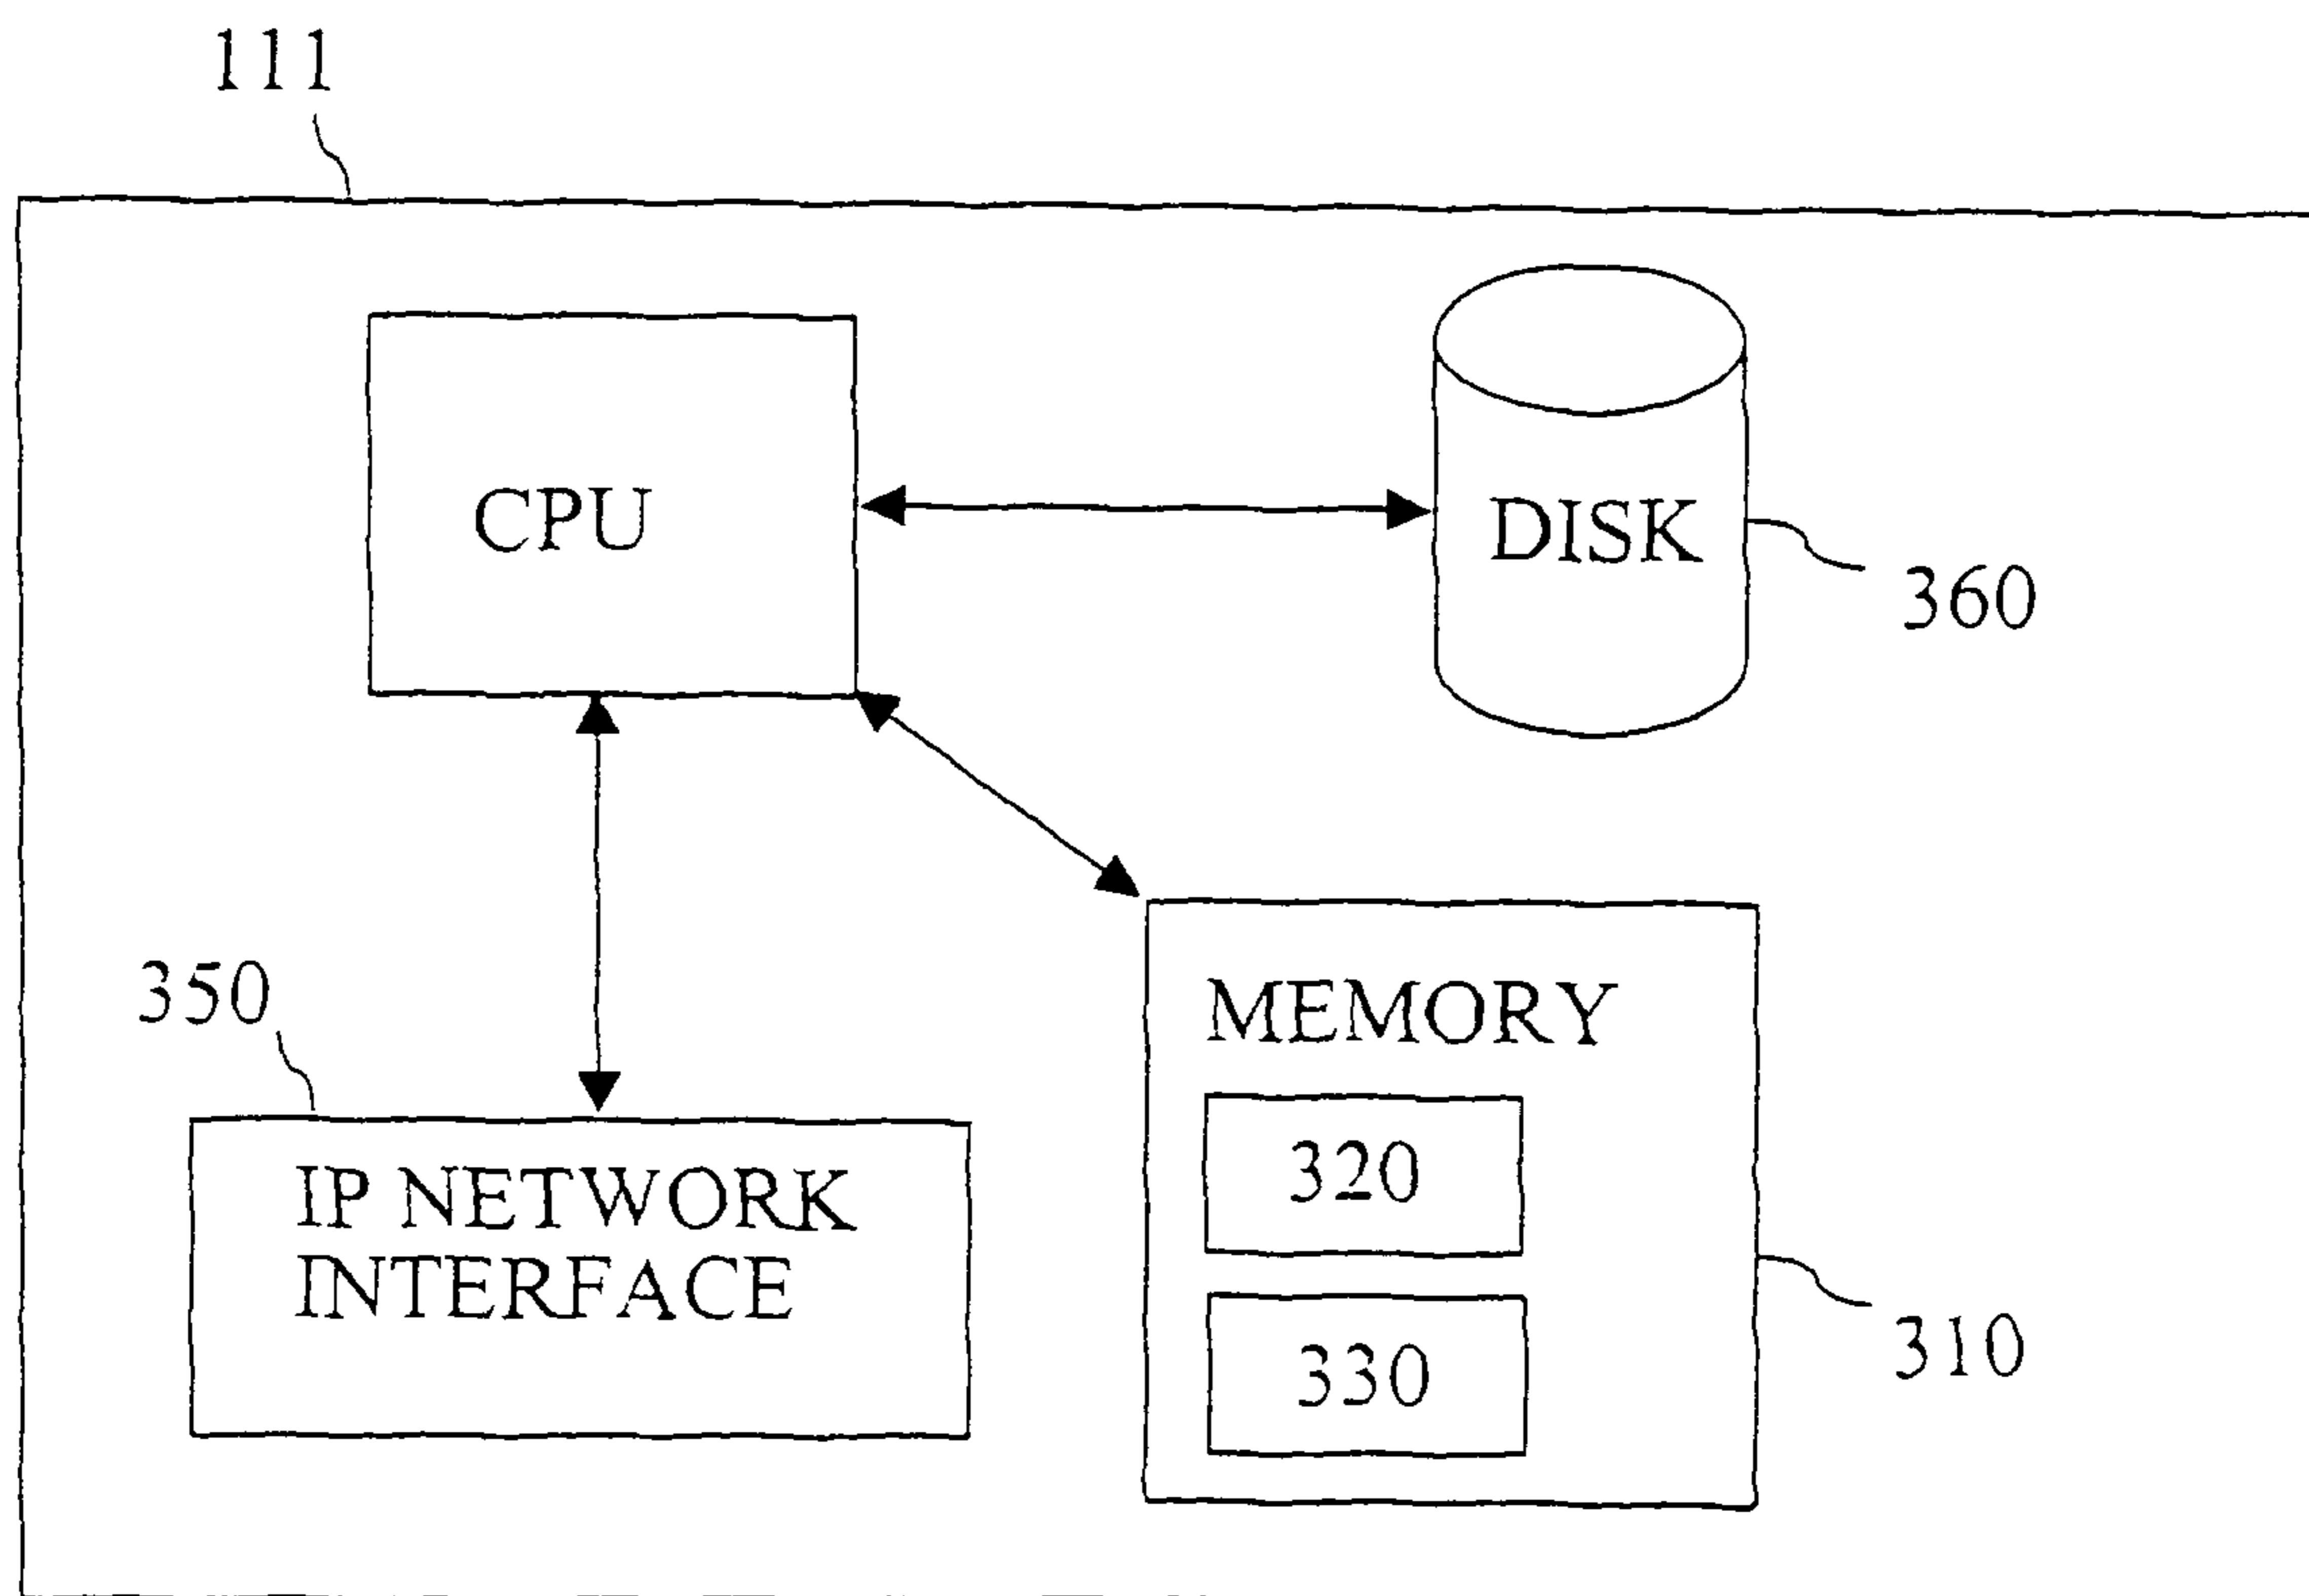 111
CPU
DISK
360
350
MEMORY
IP NETWORK
INTERFACE
320
330
310